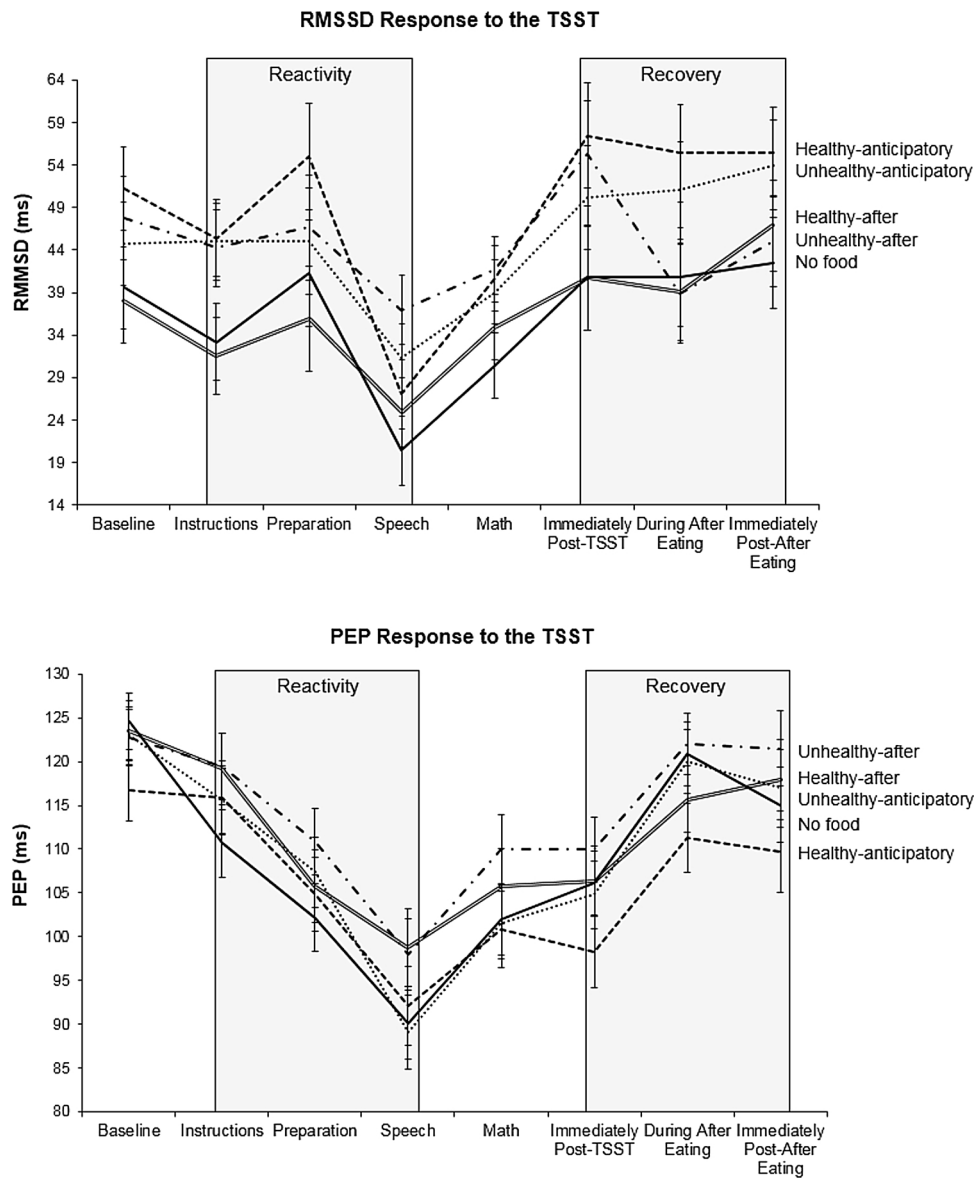 RMSSD Response to the TSST
Reactivity
Recovery
RMMSD (ms)
64
59
54
49
44
39
34
29
24
19
14
Healthy-anticipatory
Unhealthy-anticipatory
Healthy-after
Unhealthy-after
No food
Baseline Instructions Preparation Speech Math Immediately During After Immediately
Post-TSST Eating Post-After
Eating
PEP Response to the TSST
Reactivity
Recovery
PEP (ms)
130
125
120
115
110
105
100
95
90
85
80
Unhealthy-after
Healthy-after
Unhealthy-anticipatory
No food
Healthy-anticipatory
Baseline Instructions Preparation Speech Math Immediately During After Immediately
Post-TSST Eating Post-After
Eating